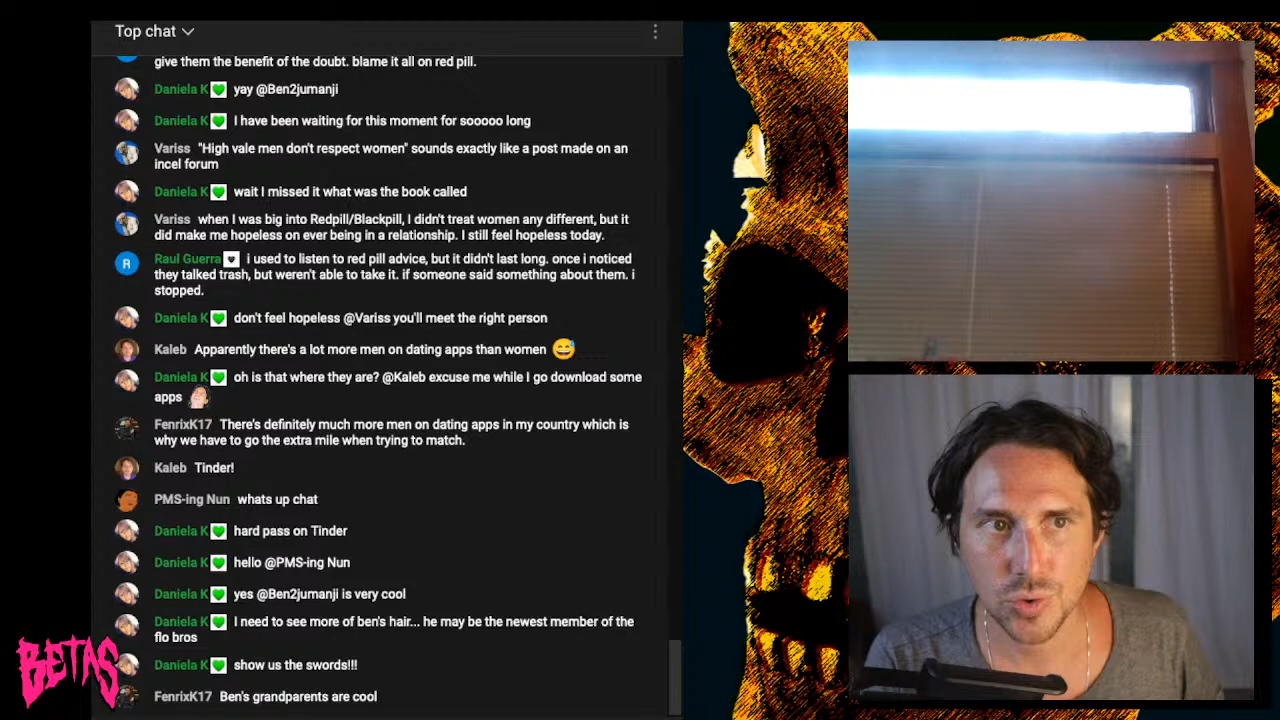 Top chat
give them the benefit of the doubt. blame it all on red pill.
Daniela K yay @Ben2jumanji
Daniela K I have been waiting for this moment for sooooo long
Variss "High vale men don't respect women" sounds exactly like a post made on an
incel forum
Daniela K wait I missed it what was the book called
Variss when I was big into Redpill/Blackpill, I didn't treat women any different, but it
did make me hopeless on ever being in a relationship. I still feel hopeless today.
R Raul Guerra i used to listen to red pill advice, but it didn't last long. once i noticed
they talked trash, but weren't able to take it. if someone said something about them. i
stopped.
Daniela K don't feel hopeless @Variss you'll meet the right person
Kaleb Apparently there's a lot more men on dating apps than women 😅
Daniela K oh is that where they are? @Kaleb excuse me while I go download some
apps
FenrixK17 There's definitely much more men on dating apps in my country which is
why we have to go the extra mile when trying to match.
Kaleb Tinder!
PMS-ing Nun whats up chat
Daniela K hard pass on Tinder
Daniela K hello @PMS-ing Nun
Daniela K yes @Ben2jumanji is very cool
Daniela K I need to see more of ben's hair... he may be the newest member of the
flo bros
Daniela K show us the swords!!!
FenrixK17 Ben's grandparents are cool
BETAS